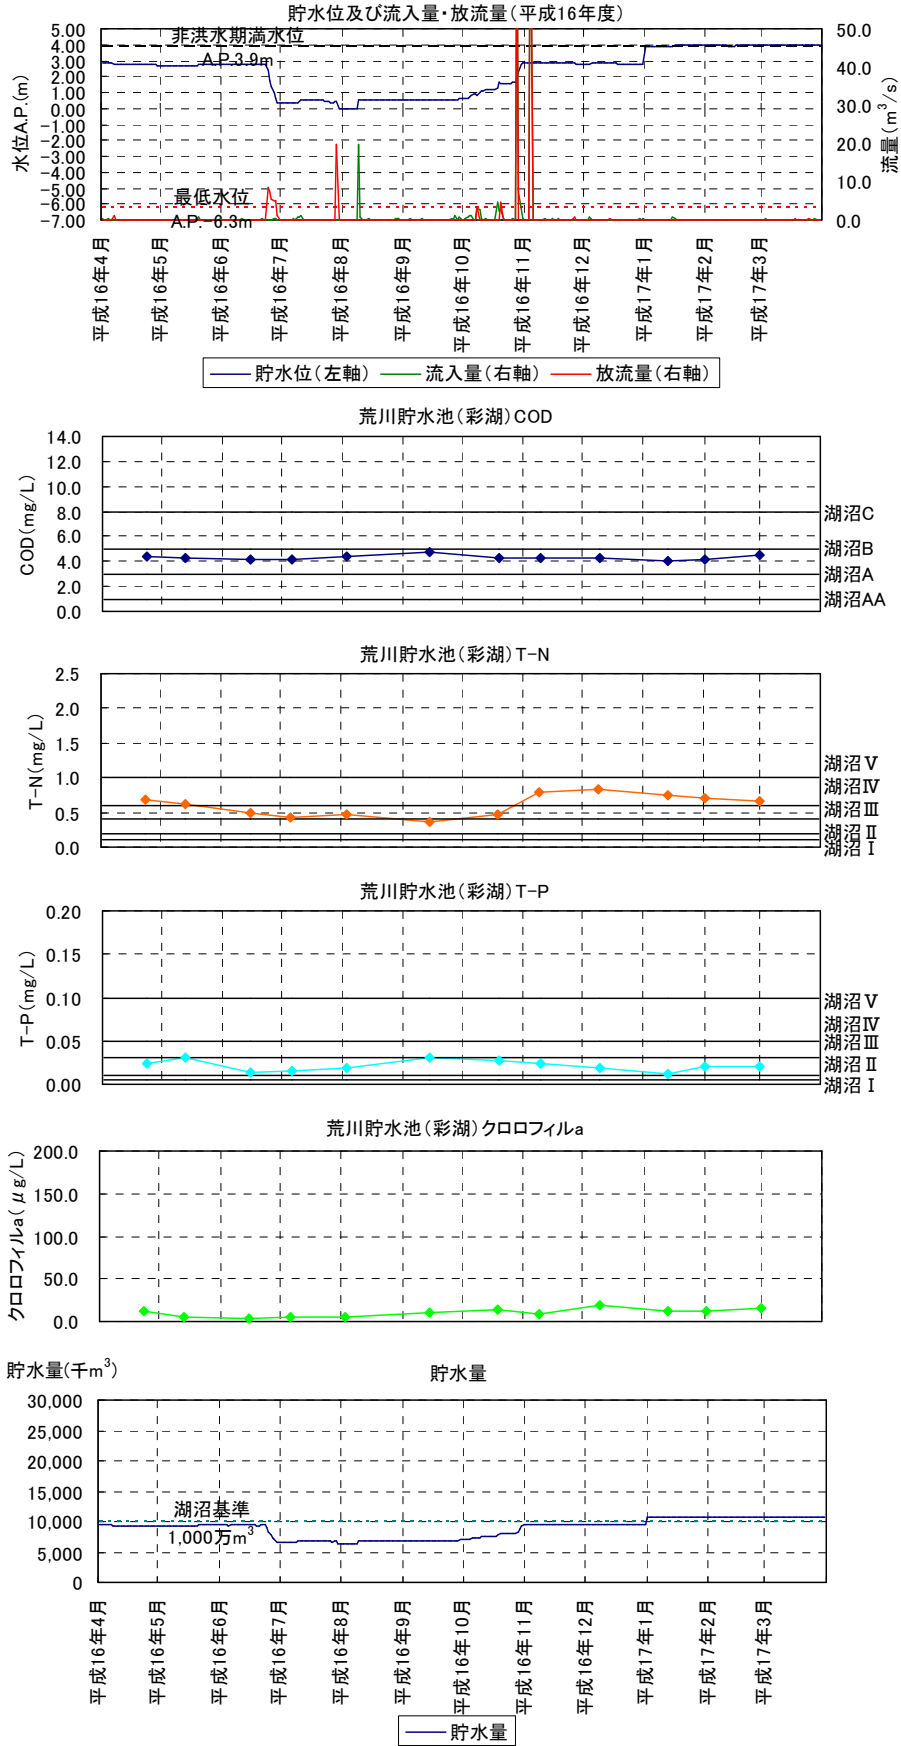 貯水位及び流入量・放流量(平成16年度)
水位A.P.(m)
5.00
4.00
3.00
2.00
1.00
0.00
-1.00
-2.00
-3.00
-4.00
-5.00
-6.00
-7.00
非洪水期満水位
A.P.3.9m
最低水位
A.P.-6.3m
50.0
40.0
30.0
20.0
10.0
0.0
流量(m³/s)
平成16年4月
平成16年5月
平成16年6月
平成16年7月
平成16年8月
平成16年9月
平成16年10月
平成16年11月
平成16年12月
平成17年1月
平成17年2月
平成17年3月
貯水位(左軸) 流入量(右軸) 放流量(右軸)
荒川貯水池(彩湖)COD
COD(mg/L)
14.0
12.0
10.0
8.0
6.0
4.0
2.0
0.0
湖沼C
湖沼B
湖沼A
湖沼AA
荒川貯水池(彩湖)T-N
T-N(mg/L)
2.5
2.0
1.5
1.0
0.5
0.0
湖沼Ⅴ
湖沼Ⅳ
湖沼Ⅲ
湖沼Ⅱ
湖沼Ⅰ
荒川貯水池(彩湖)T-P
T-P(mg/L)
0.20
0.15
0.10
0.05
0.00
湖沼Ⅴ
湖沼Ⅳ
湖沼Ⅲ
湖沼Ⅱ
湖沼Ⅰ
荒川貯水池(彩湖)クロロフィルa
クロロフィルa(μg/L)
200.0
150.0
100.0
50.0
0.0
貯水量(千m³)
貯水量
30,000
25,000
20,000
15,000
10,000
5,000
0
湖沼基準
1,000万m³
平成16年4月
平成16年5月
平成16年6月
平成16年7月
平成16年8月
平成16年9月
平成16年10月
平成16年11月
平成16年12月
平成17年1月
平成17年2月
平成17年3月
貯水量